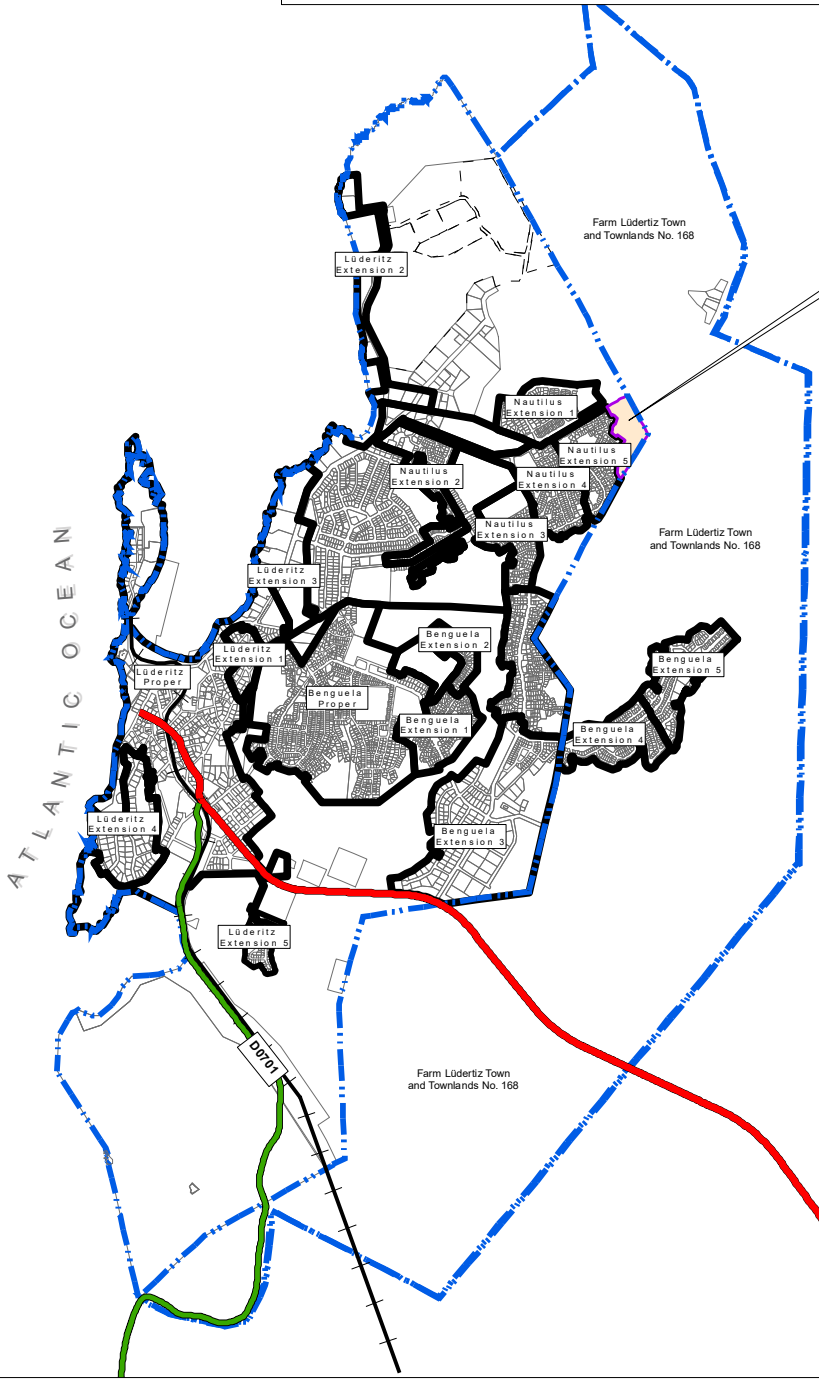 Farm Lüdertiz Town
and Townlands No. 168
Lüderitz
Extension 2
Nautilus
Extension 1
Nautilus
Extension 5
Nautilus
Extension 2
Nautilus
Extension 4
Nautilus
Extension 3
Farm Lüdertiz Town
and Townlands No. 168
ATLANTIC OCEAN
Lüderitz
Extension 3
Benguela
Extension 2
Lüderitz
Extension 1
Benguela
Extension 5
Lüderitz
Proper
Benguela
Proper
Benguela
Extension 1
Benguela
Extension 4
Lüderitz
Extension 4
Benguela
Extension 3
Lüderitz
Extension 5
D0701
Farm Lüdertiz Town
and Townlands No. 168